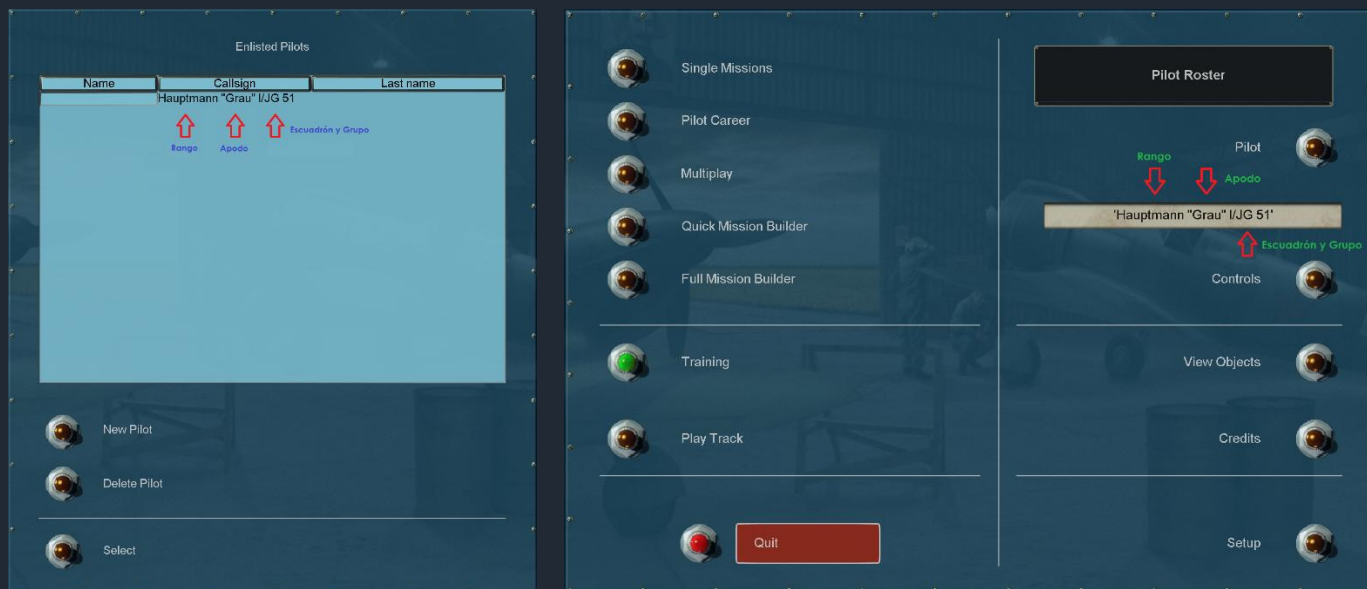 Enlisted Pilots
Name Callsign Last name
Hauptmann "Grau" I/JG 51
Rango Apodo Escuadrón y Grupo
New Pilot
Delete Pilot
Select
Single Missions
Pilot Career
Multiplay
Quick Mission Builder
Full Mission Builder
Training
Play Track
Quit
Pilot Roster
Pilot
Rango
Apodo
'Hauptmann "Grau" I/JG 51'
Escuadrón y Grupo
Controls
View Objects
Credits
Setup